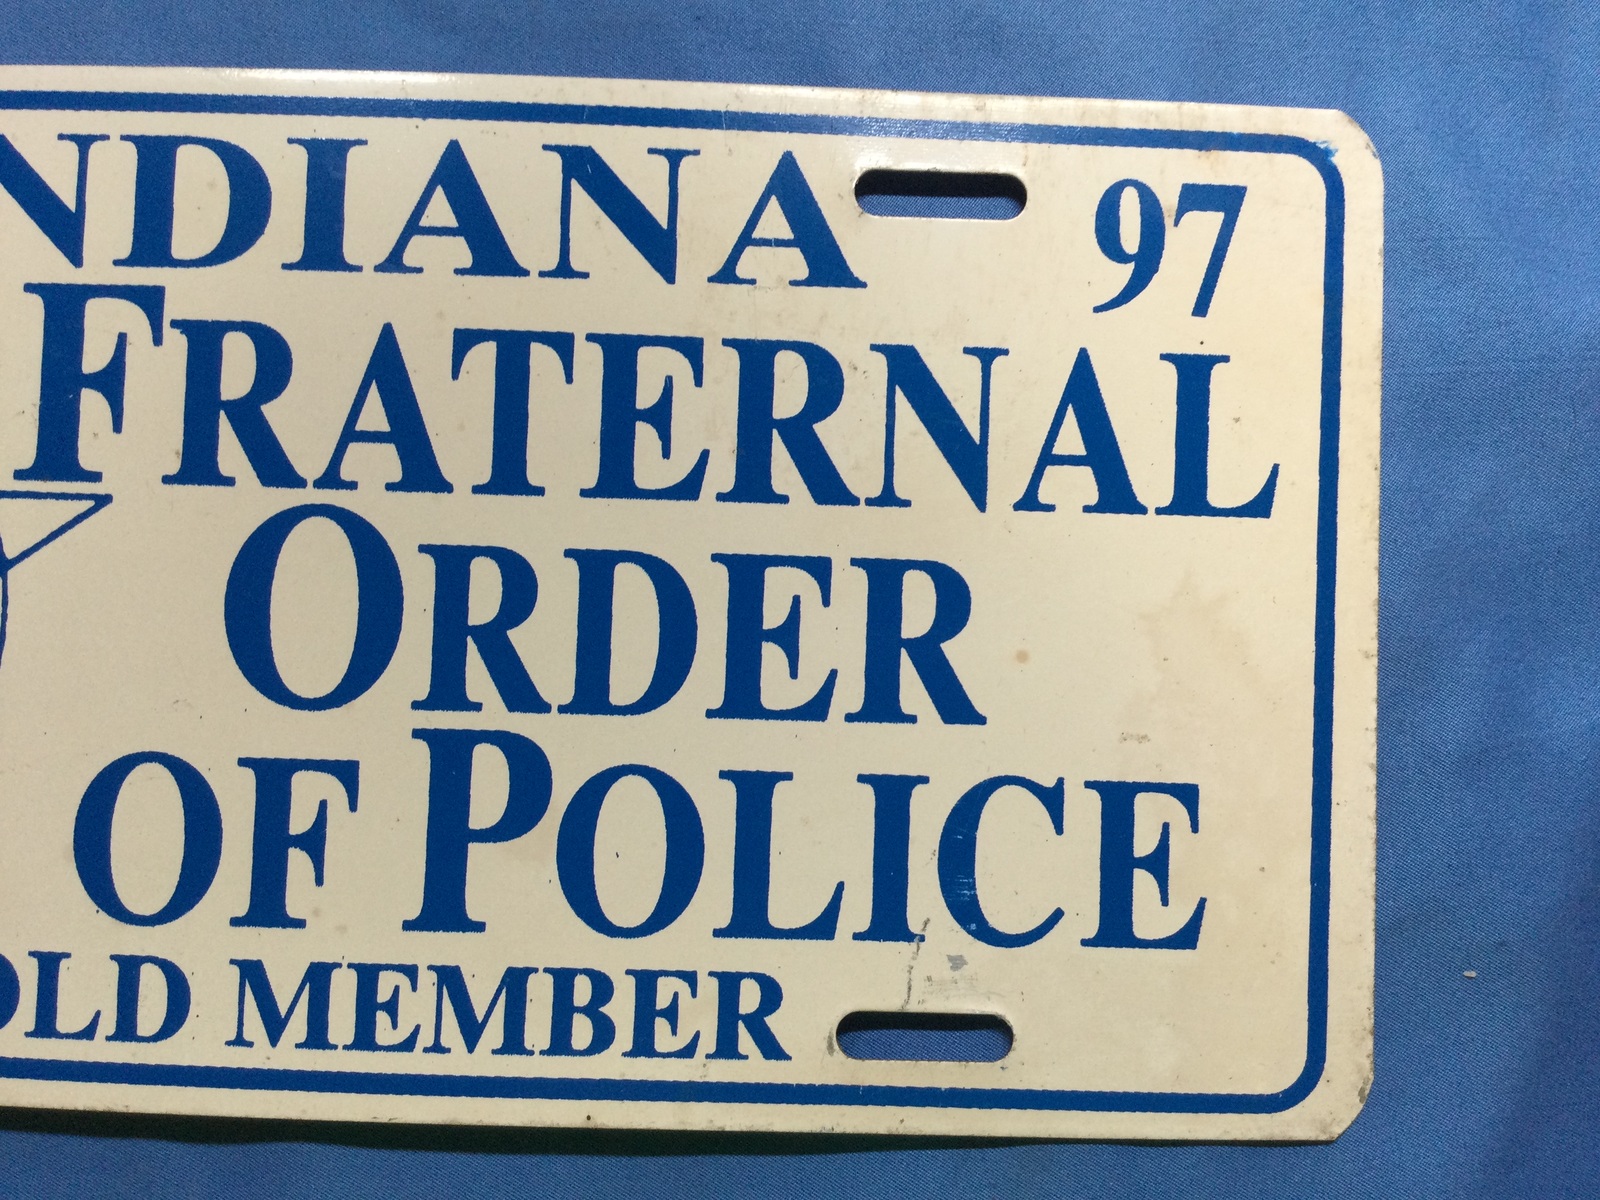 NDIANA 97
FRATERNAL
ORDER
OF POLICE
OLD MEMBER